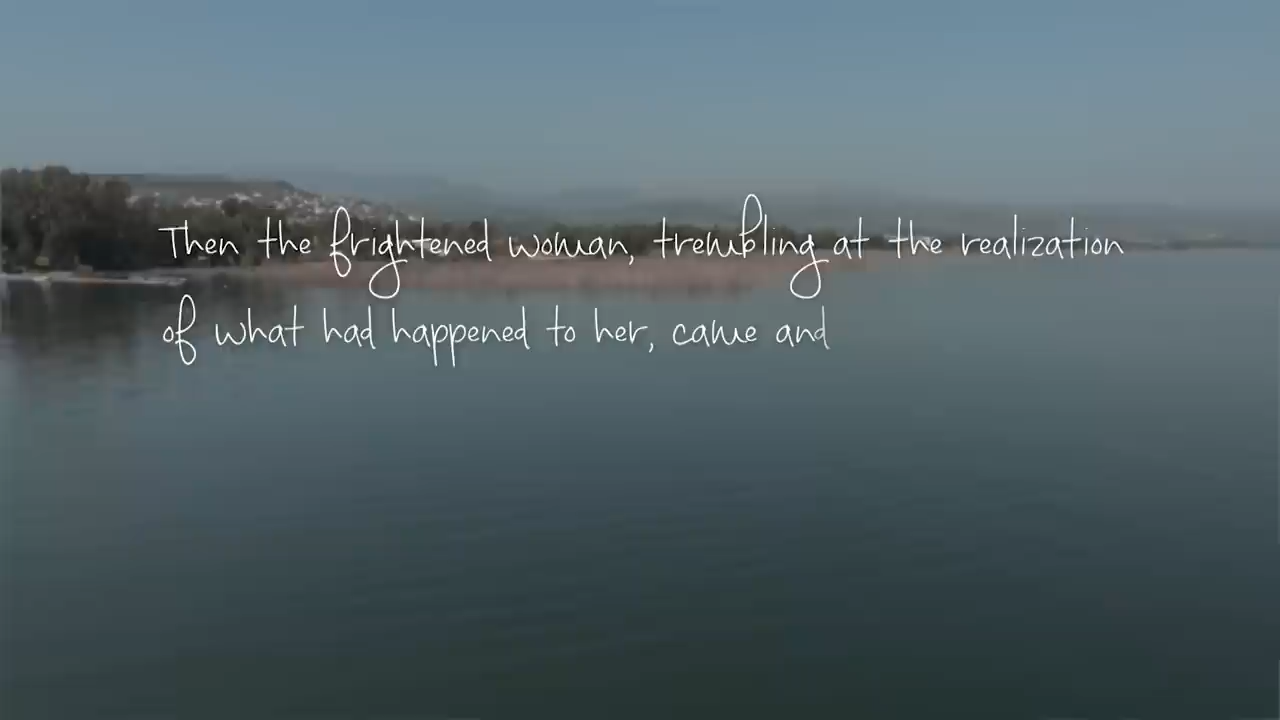 Then the frightened woman, trembling at the realization
of what had happened to her, came and